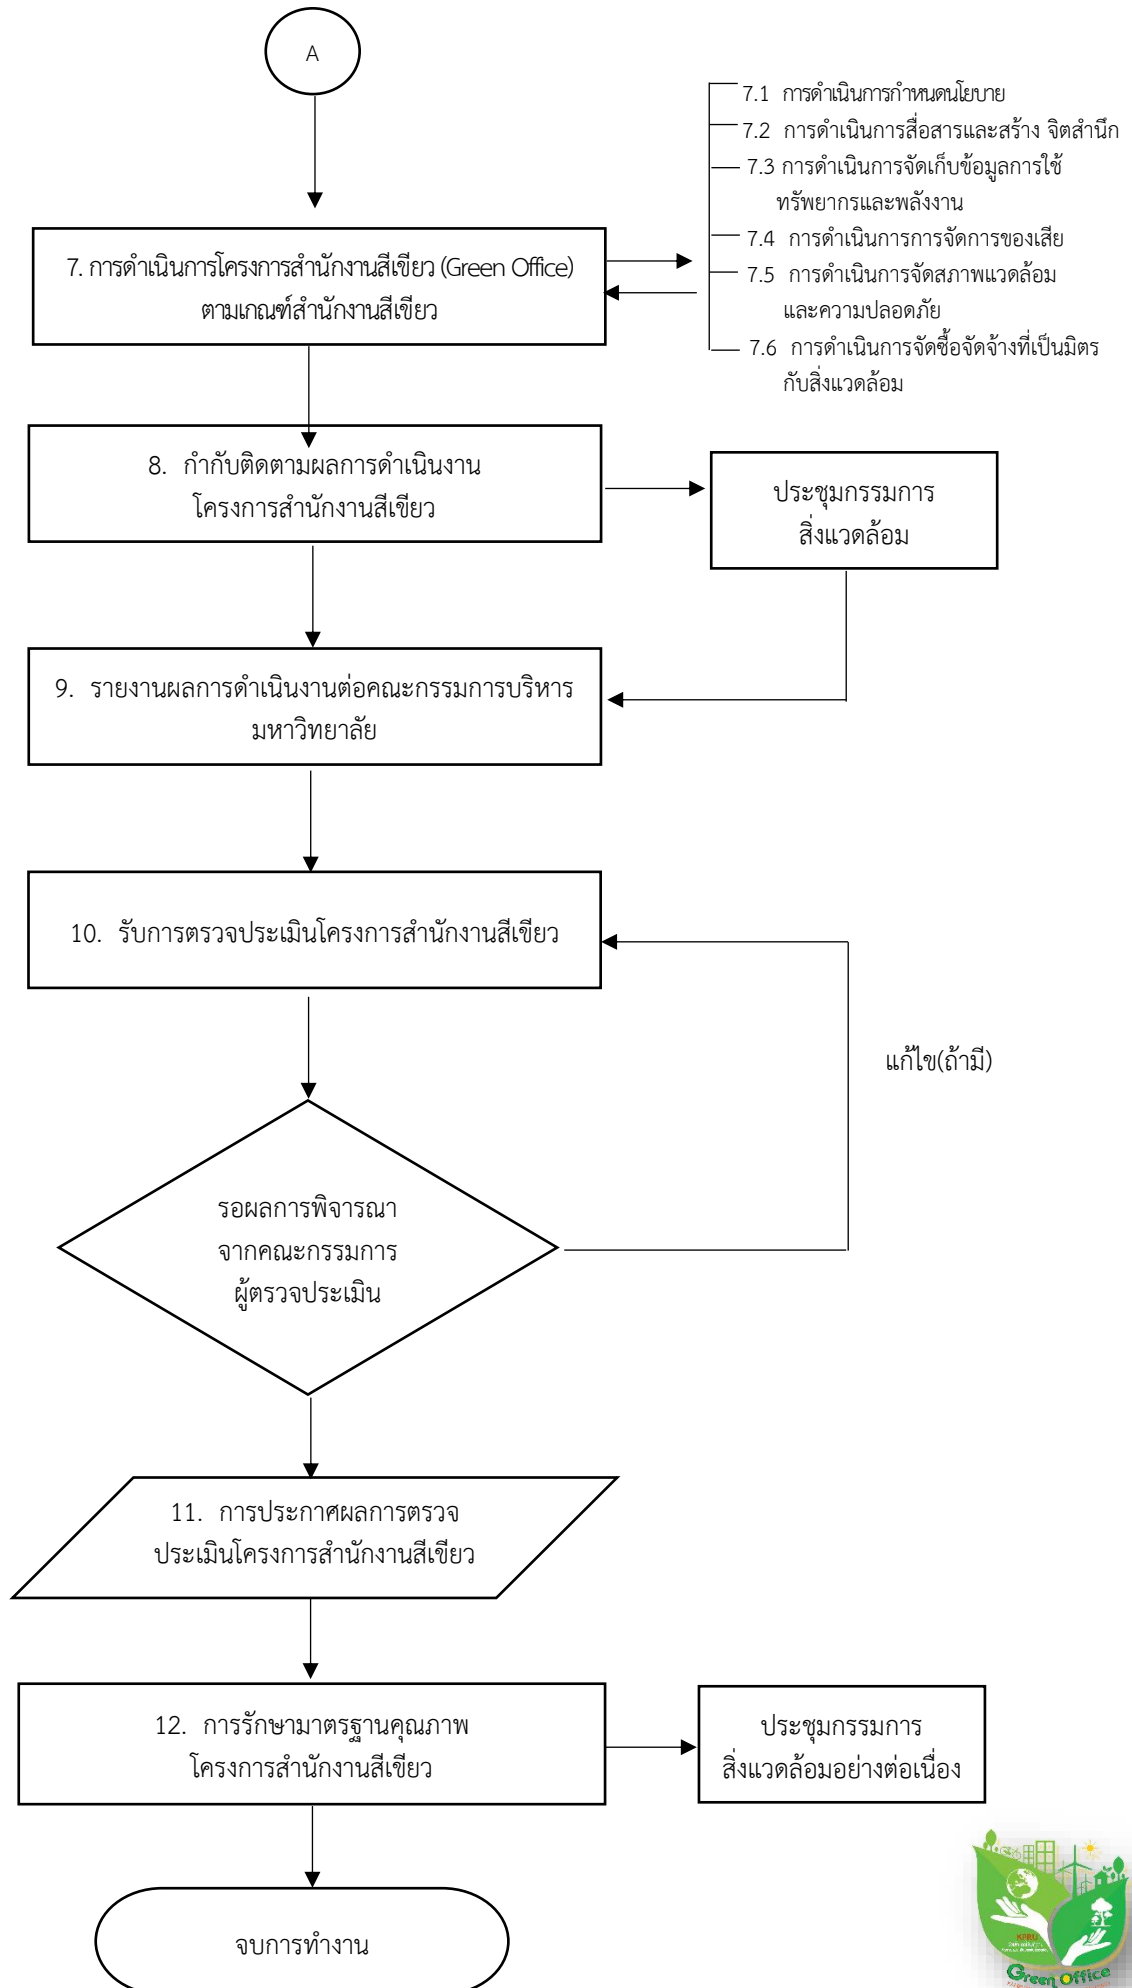 A
7.1 การดำเนินการกำหนดนโยบาย
7.2 การดำเนินการสื่อสารและสร้าง จิตสำนึก
7.3 การดำเนินการจัดเก็บข้อมูลการใช้
ทรัพยากรและพลังงาน
7.4 การดำเนินการการจัดการของเสีย
7.5 การดำเนินการจัดสภาพแวดล้อม
และความปลอดภัย
7.6 การดำเนินการจัดซื้อจัดจ้างที่เป็นมิตร
กับสิ่งแวดล้อม
7. การดำเนินการโครงการสำนักงานสีเขียว (Green Office)
ตามเกณฑ์สำนักงานสีเขียว
8. กำกับติดตามผลการดำเนินงาน
โครงการสำนักงานสีเขียว
ประชุมกรรมการ
สิ่งแวดล้อม
9. รายงานผลการดำเนินงานต่อคณะกรรมการบริหาร
มหาวิทยาลัย
10. รับการตรวจประเมินโครงการสำนักงานสีเขียว
แก้ไข(ถ้ามี)
รอผลการพิจารณา
จากคณะกรรมการ
ผู้ตรวจประเมิน
11. การประกาศผลการตรวจ
ประเมินโครงการสำนักงานสีเขียว
12. การรักษามาตรฐานคุณภาพ
โครงการสำนักงานสีเขียว
ประชุมกรรมการ
สิ่งแวดล้อมอย่างต่อเนื่อง
จบการทำงาน
KPRU
Green Office